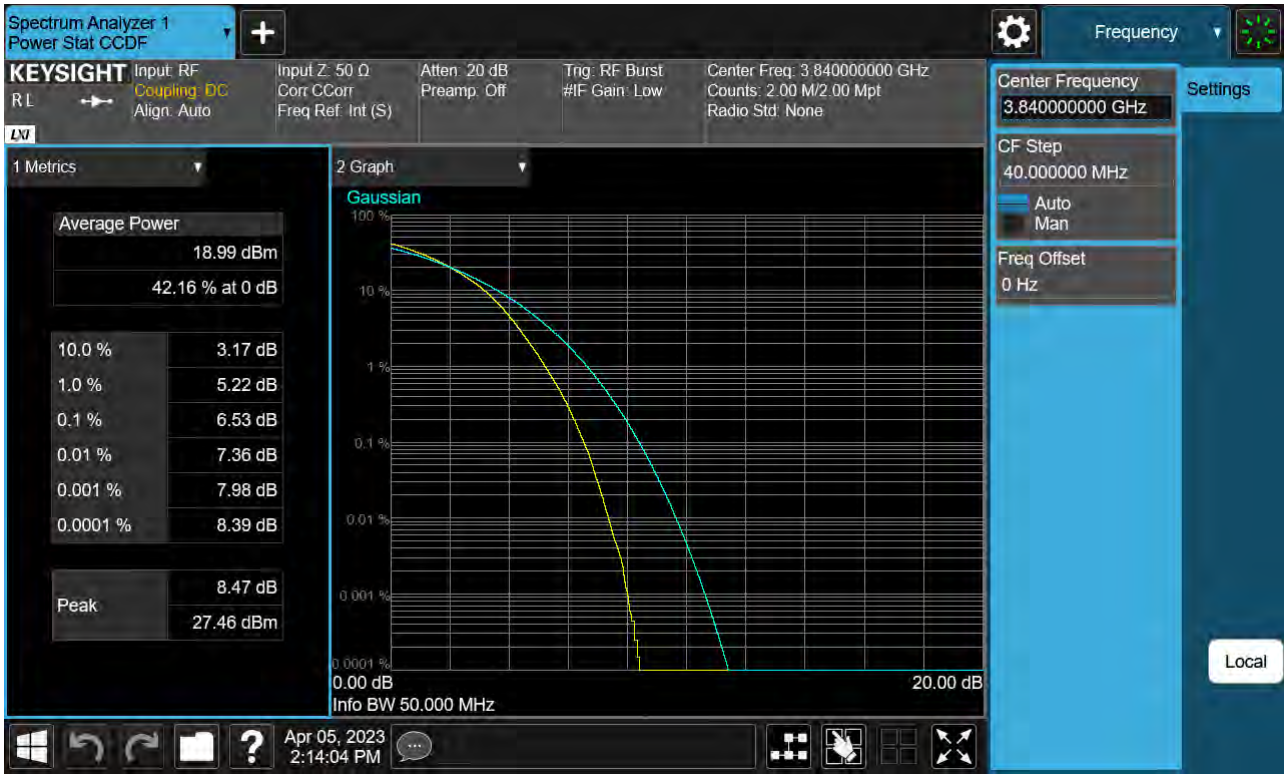 Spectrum Analyzer 1
Power Stat CCDF
+
Frequency
KEYSIGHT
RL
LXI
Input: RF
Coupling: DC
Align: Auto
Input Z: 50 Ω
Corr CCorr
Freq Ref: Int (S)
Atten: 20 dB
Preamp: Off
Trig: RF Burst
#IF Gain: Low
Center Freq: 3.840000000 GHz
Counts: 2.00 M/2.00 Mpt
Radio Std: None
Center Frequency
3.840000000 GHz
Settings
CF Step
40.000000 MHz
Auto
Man
Freq Offset
0 Hz
1 Metrics
Average Power
18.99 dBm
42.16 % at 0 dB
10.0 % 3.17 dB
1.0 % 5.22 dB
0.1 % 6.53 dB
0.01 % 7.36 dB
0.001 % 7.98 dB
0.0001 % 8.39 dB
Peak
8.47 dB
27.46 dBm
2 Graph
Gaussian
100 %
10 %
1 %
0.1 %
0.01 %
0.001 %
0.0001 %
0.00 dB 20.00 dB
Info BW 50.000 MHz
Local
?
Apr 05, 2023
2:14:04 PM